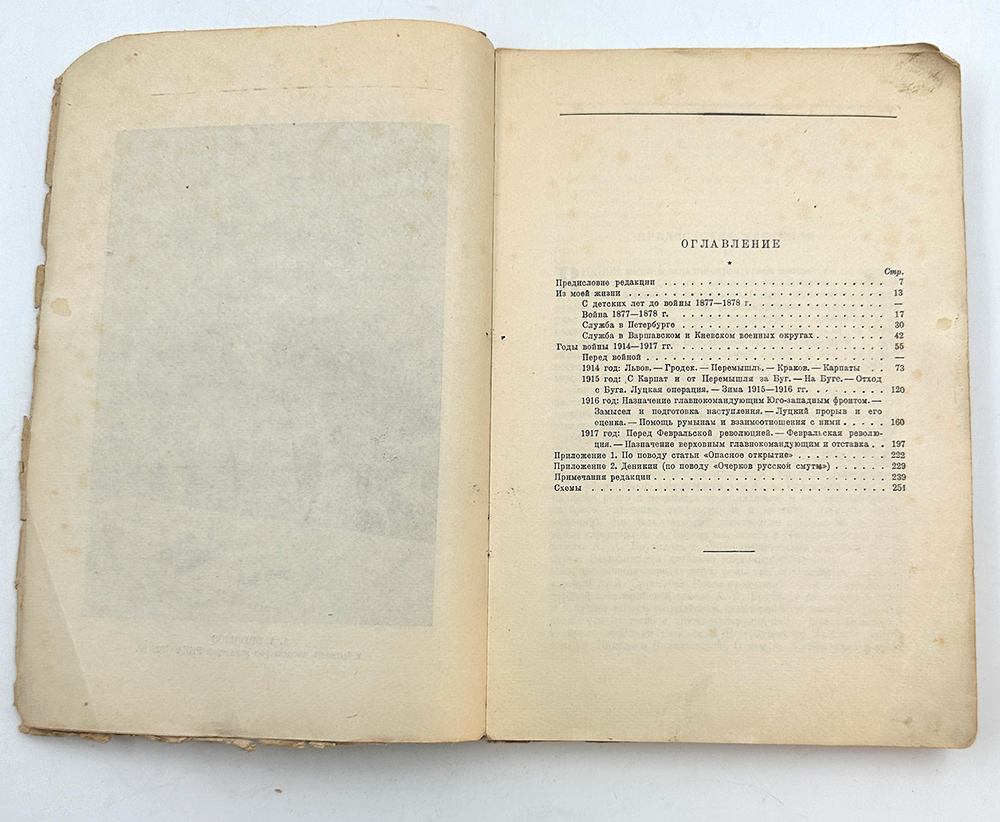 ОГЛАВЛЕНИЕ
*
Стр.
Предисловие редакции . . . . . . . . . . . . . . . . . . . . . . . 7
Из моей жизни . . . . . . . . . . . . . . . . . . . . . . . . . . 13
С детских лет до войны 1877—1878 г. . . . . . . . . . . . . . —
Война 1877—1878 г. . . . . . . . . . . . . . . . . . . . . . 17
Служба в Петербурге . . . . . . . . . . . . . . . . . . . . . 30
Служба в Варшавском и Киевском военных округах . . . . . . . 42
Годы войны 1914—1917 гг. . . . . . . . . . . . . . . . . . . . . . 55
Перед войной . . . . . . . . . . . . . . . . . . . . . . . . —
1914 год: Львов. — Гродек. — Перемышль. — Краков. — Карпаты . . 73
1915 год: С Карпат и от Перемышля за Буг. — На Буге. — Отход
с Буга. Луцкая операция. — Зима 1915—1916 гг. . . . . . . . 120
1916 год: Назначение главнокомандующим Юго-западным фронтом. —
Замысел и подготовка наступления. — Луцкий прорыв и его
оценка. — Помощь румынам и взаимоотношения с ними . . . . . 160
1917 год: Перед Февральской революцией. — Февральская револю-
ция. — Назначение верховным главнокомандующим и отставка . . 197
Приложение 1. По поводу статьи «Опасное открытие» . . . . . . . . 222
Приложение 2. Деникин (по поводу «Очерков русской смуты») . . . . . . 229
Примечания редакции . . . . . . . . . . . . . . . . . . . . . . . 239
Схемы . . . . . . . . . . . . . . . . . . . . . . . . . . . . . . 251